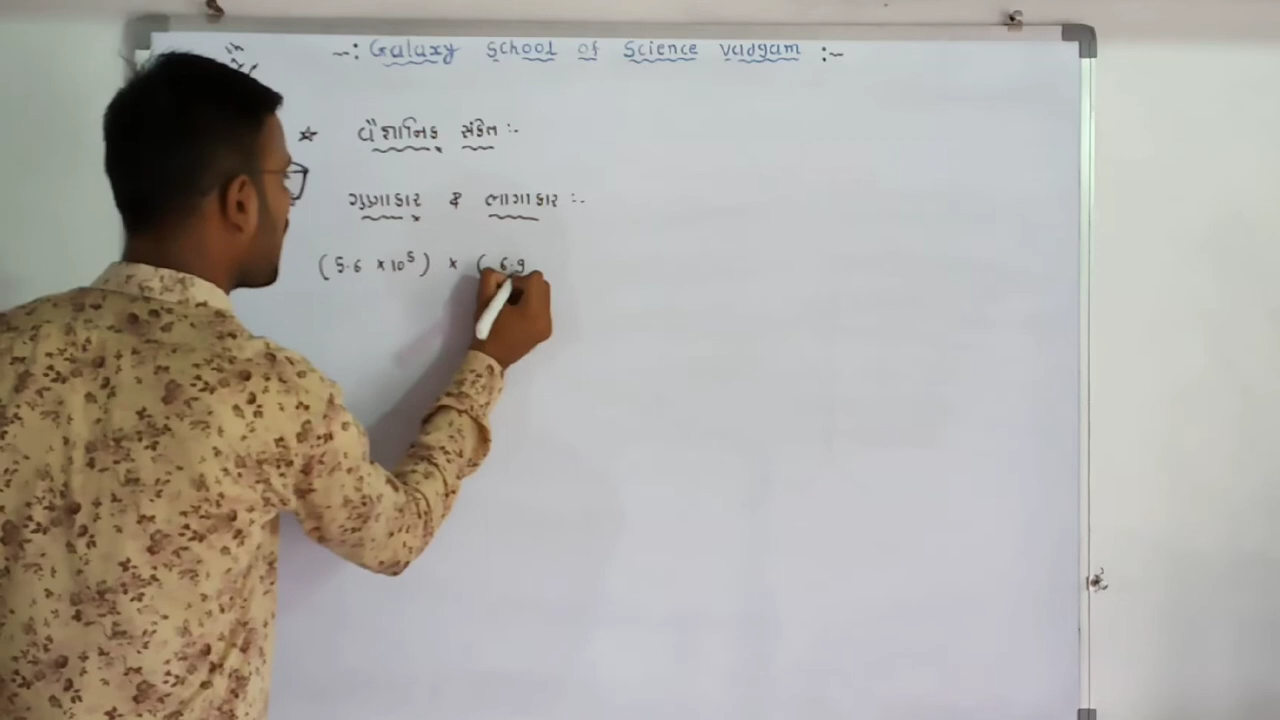 ~: Galaxy School of Science Vadgam :~
☆ વૈજ્ઞાનિક સંકેત :-
ગુણાકાર & ભાગાકાર :-
(5.6 × 10⁵) × (6.9